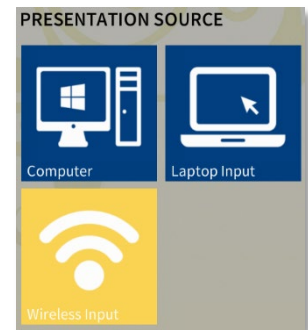 PRESENTATION SOURCE
Computer
Laptop Input
Wireless Input